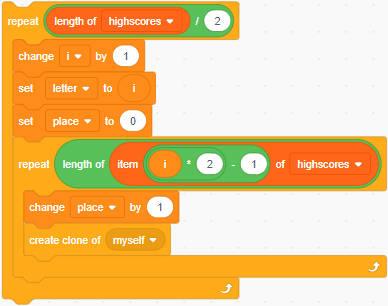 repeat length of highscores / 2
change i by 1
set letter to i
set place to 0
repeat length of item i * 2 - 1 of highscores
change place by 1
create clone of myself